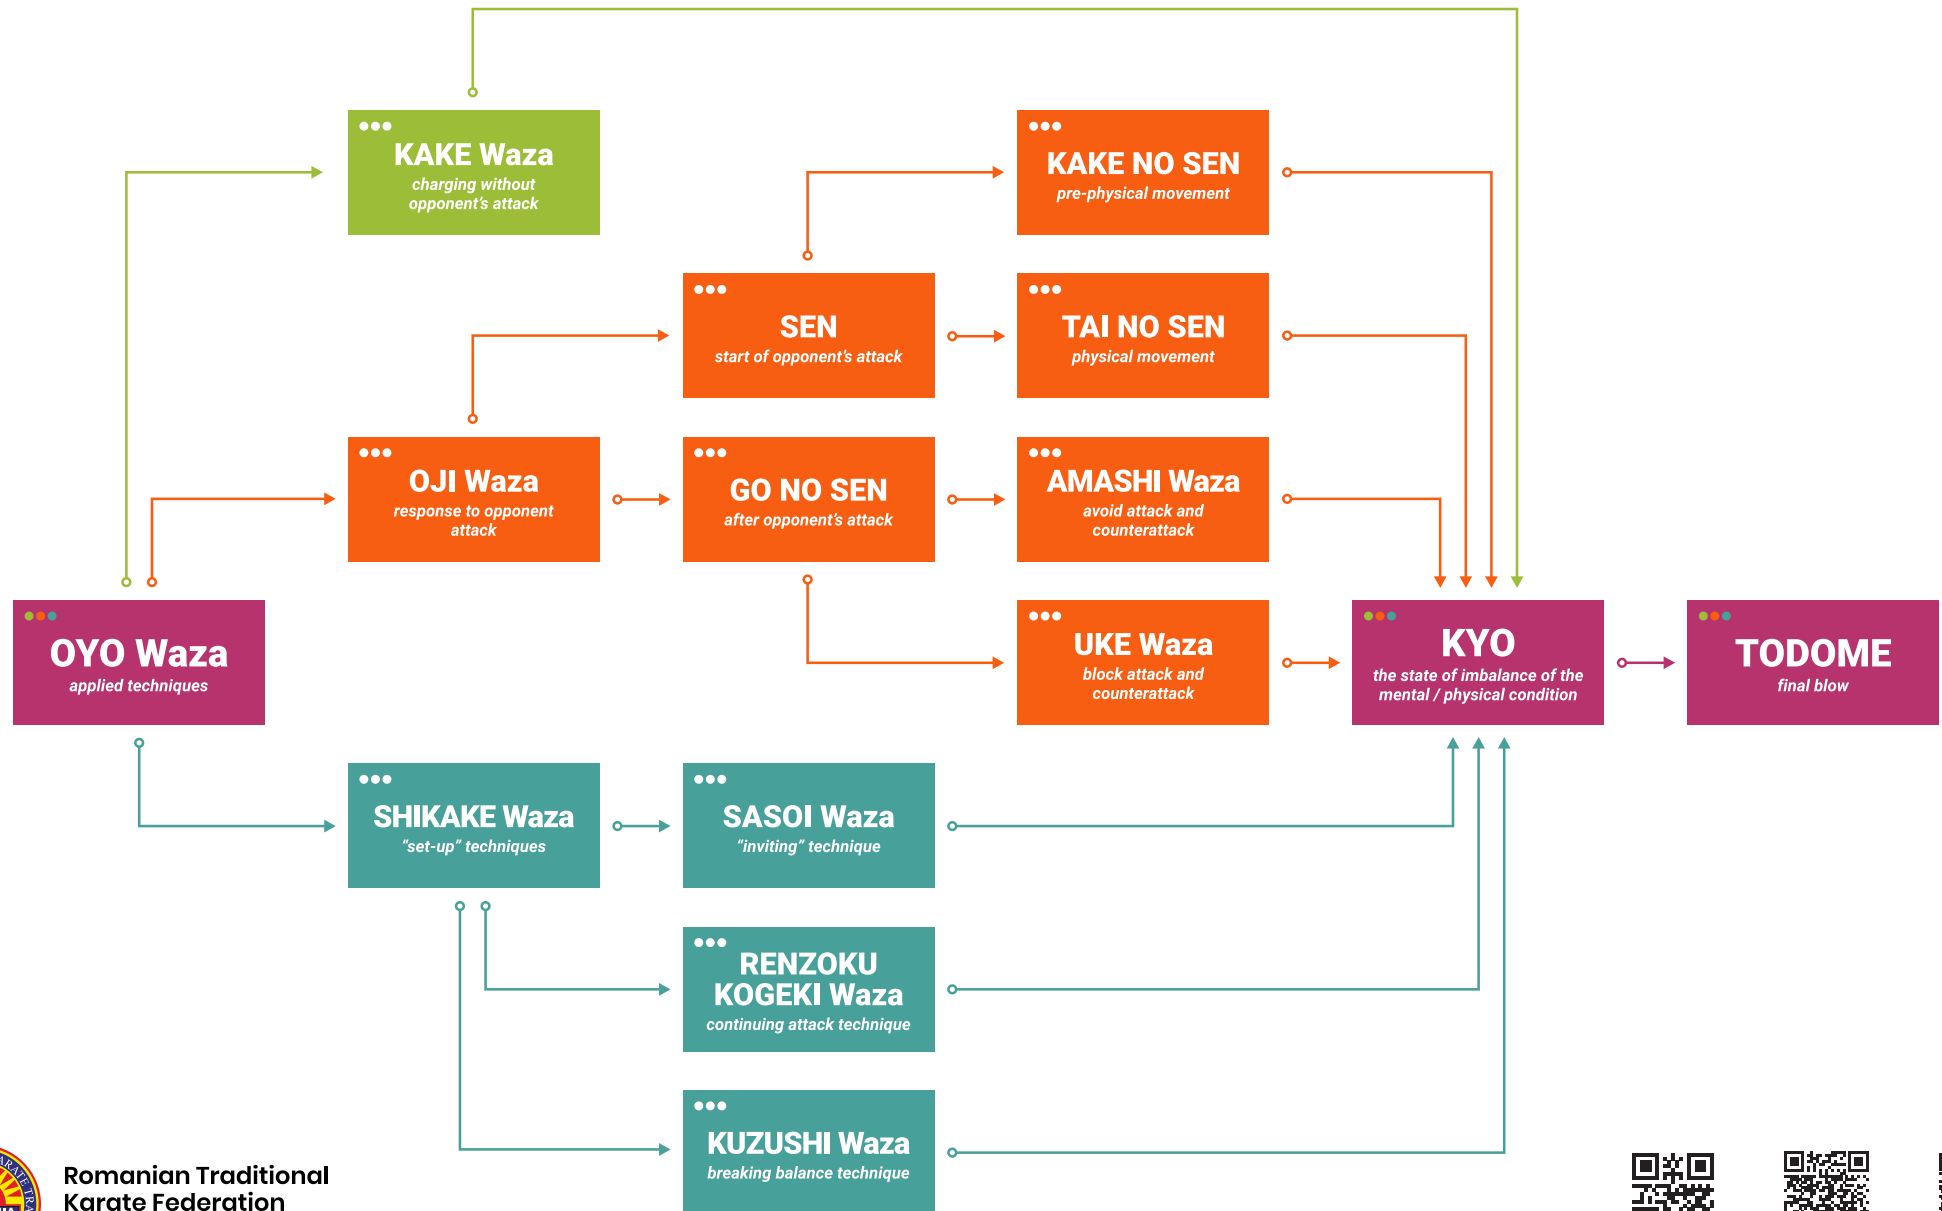 KAKE Waza
charging without
opponent's attack
KAKE NO SEN
pre-physical movement
SEN
start of opponent's attack
TAI NO SEN
physical movement
OJI Waza
response to opponent
attack
GO NO SEN
after opponent's attack
AMASHI Waza
avoid attack and
counterattack
OYO Waza
applied techniques
UKE Waza
block attack and
counterattack
KYO
the state of imbalance of the
mental / physical condition
TODOME
final blow
SHIKAKE Waza
“set-up” techniques
SASOI Waza
“inviting” technique
RENZOKU
KOGEKI Waza
continuing attack technique
KUZUSHI Waza
breaking balance technique
Romanian Traditional
Karate Federation